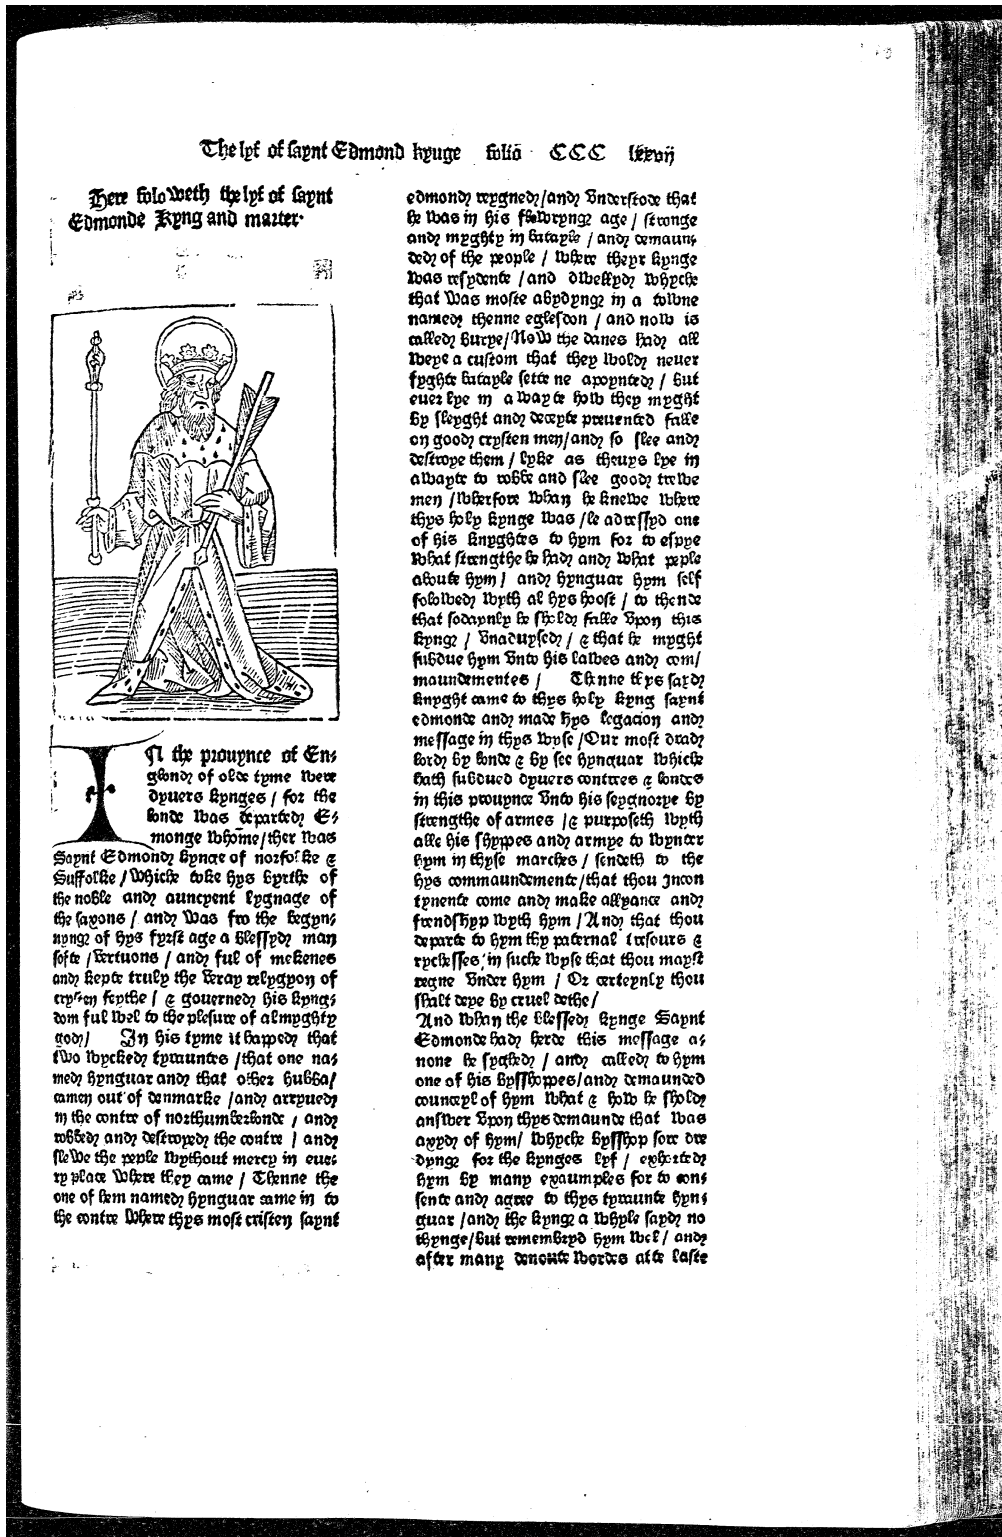 The lyf of saynt Edmond kynge folio CCC lxxvij
Here foloweth the lyf of saynt
Edmonde Kyng and marter·
IN the prouynce of En⸗
glond of olde tyme were
dyuers kynges / for the
londe was departed E⸗
monge whōme / ther was
Saynt Edmond kynge of norfolke &
Suffolke / Whiche toke hys byrthe of
the noble and auncyent lygnage of
the saxons / and was fro the begyn⸗
nynge of hys fyrst age a blessyd man
softe / vertuous / and ful of mekenes
and kepte truly the veray relygyon of
crysten feythe / & gouerned his kyng⸗
dom ful wel to the plesure of almyghty
god / In his tyme it happed that
two wycked tyrauntes / that one na⸗
med hynguar and that other hubba /
camen out of denmarke / and arryued
in the contre of northumberlonde / and
robbed and destroyed the contre / and
slewe the peple wythout mercy in eue⸗
ry place where they came / Thenne the
one of hem named hynguar came in to
the contre where thys most cristen saynt
edmond reygned / and vnderstode that
he was in his flowryng age / stronge
and myghty in batayle / and demaun⸗
ded of the people / where theyr kynge
was resydente / and dwellyd whyche
that was moste abydyng in a towne
named thenne eglesdon / and now is
called burye / Now the danes had all
weye a custom that they wold neuer
fyghte batayle sette ne apoynted / but
euer lye in a wayte how they myght
by sleyght and deceyte preuented falle
on good crysten men / and so slee and
destroye them / lyke as theuys lye in
awayte to robbe and slee good trewe
men / wherfore whan he knewe where
thys holy kynge was / he adressyd one
of his knyghtes to hym for to espye
what strengthe he had and what peple
aboute hym / and hynguar hym self
folowed wyth al hys hoost / to thende
that sodaynly he shold falle vpon this
kyng / vnaduysed / & that he myght
subdue hym vnto his lawes and com /
maundementes / Thenne thys sayd
knyght came to thys holy kyng saynt
edmonde and made hys legacion and
message in thys wyse / Our most drad
lord by londe & by see hynguar whiche
hath subdued dyuers contrees & londes
in this prouynce vnto his seygnorye by
strengthe of armes / & purposeth wyth
alle his shyppes and armye to wynter
hym in thyse marches / sendeth to the
hys commaundemente / that thou Incon
tynente come and make allyance and
frendshyp wyth hym / And that thou
departe to hym thy paternal tresours &
rychesses / in suche wyse that thou mayst
regne vnder hym / Or certeynly thou
shalt deye by cruel dethe /
And whan the blessed kynge Saynt
Edmonde had herde this message a⸗
none he syghed / and called to hym
one of his bysshoppes / and demaunded
counceyl of hym what & how he shold
answer vpon thys demaunde that was
axyd of hym / whyche bysshop sore dre
dyng for the kynges lyf / exhorted
hym by many exaumples for to con⸗
sente and agree to thys tyraunte hyn⸗
guar / and the kyng a whyle sayd no
thynge / but remembryd hym wel / and
after many deuoute wordes atte laste